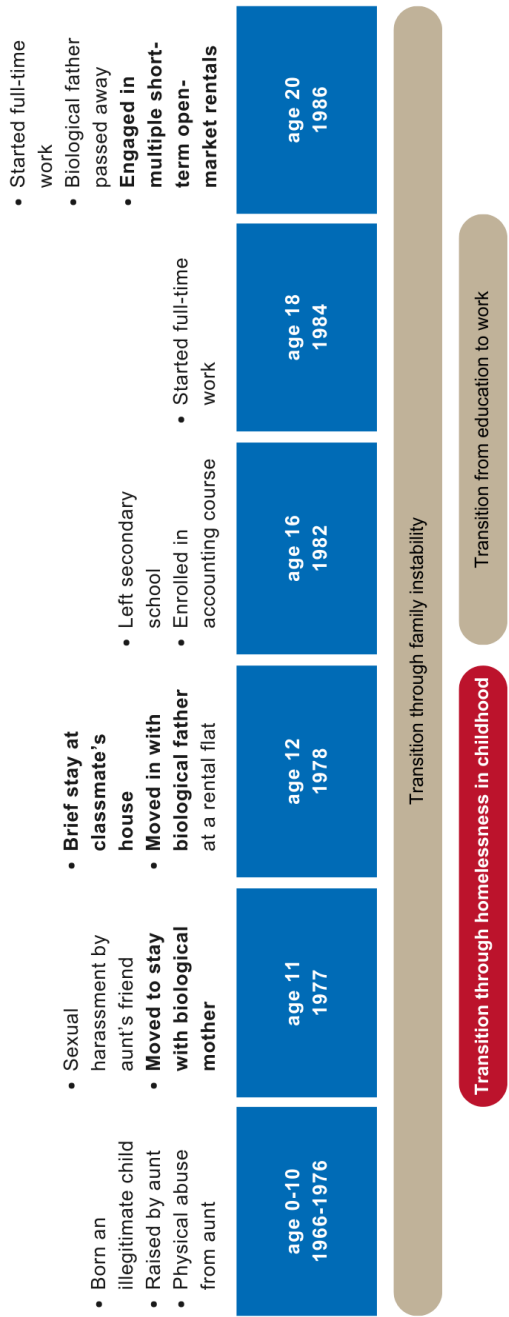 • Born an
illegitimate child
• Raised by aunt
• Physical abuse
from aunt
age 0-10
1966-1976
• Sexual
harassment by
aunt's friend
• Moved to stay
with biological
mother
age 11
1977
• Brief stay at
classmate's
house
• Moved in with
biological father
at a rental flat
age 12
1978
• Left secondary
school
• Enrolled in
accounting course
age 16
1982
• Started full-time
work
age 18
1984
• Started full-time
work
• Biological father
passed away
• Engaged in
multiple short-
term open-
market rentals
age 20
1986
Transition through family instability
Transition through homelessness in childhood
Transition from education to work